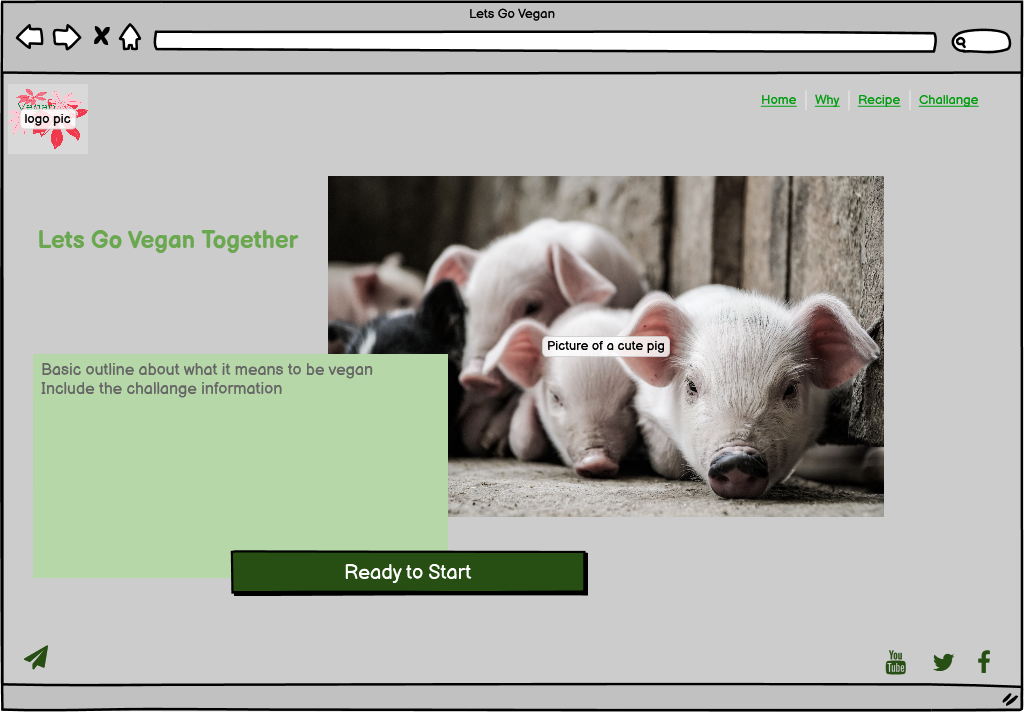 Lets Go Vegan
Vegan
logo pic
Home
Why
Recipe
Challange
Lets Go Vegan Together
Picture of a cute pig
Basic outline about what it means to be vegan
Include the challange information
Ready to Start
You
Tube